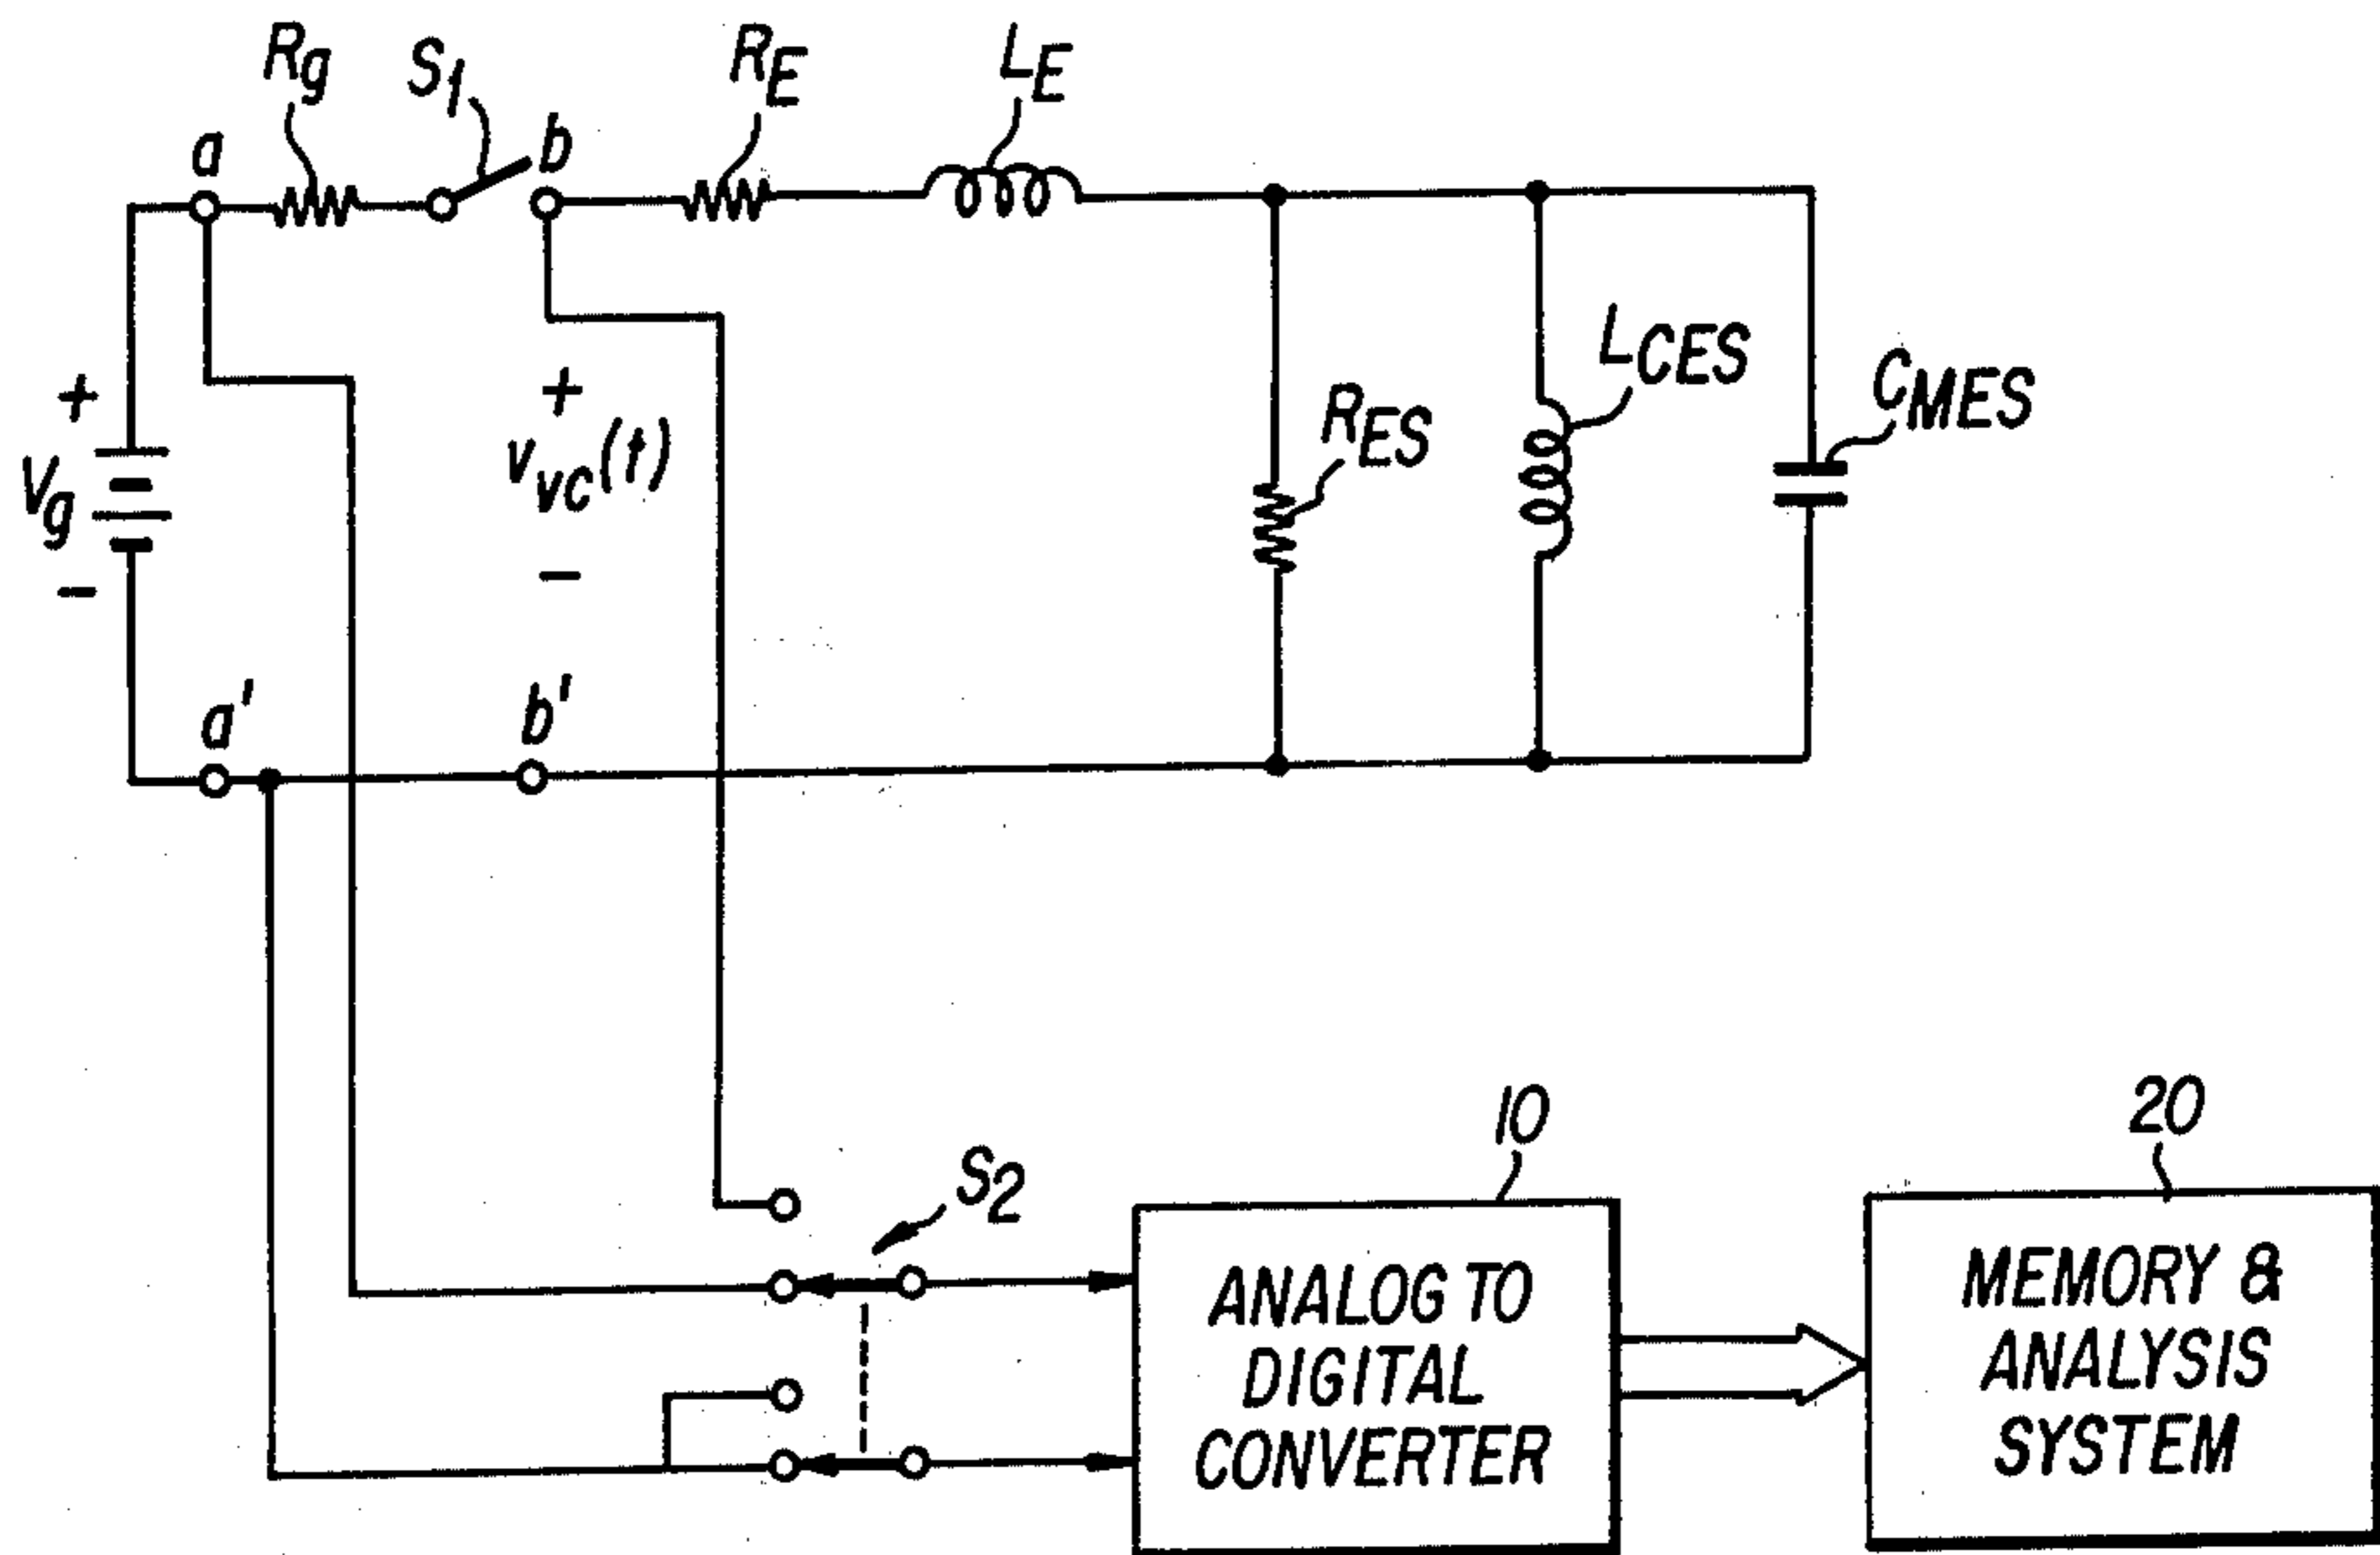 Rg
S1
RE
LE
a
b
+
Vg
-
+
vvc(t)
-
RES
LCES
CMES
a'
b'
S2
10
20
ANALOG TO
DIGITAL
CONVERTER
MEMORY &
ANALYSIS
SYSTEM